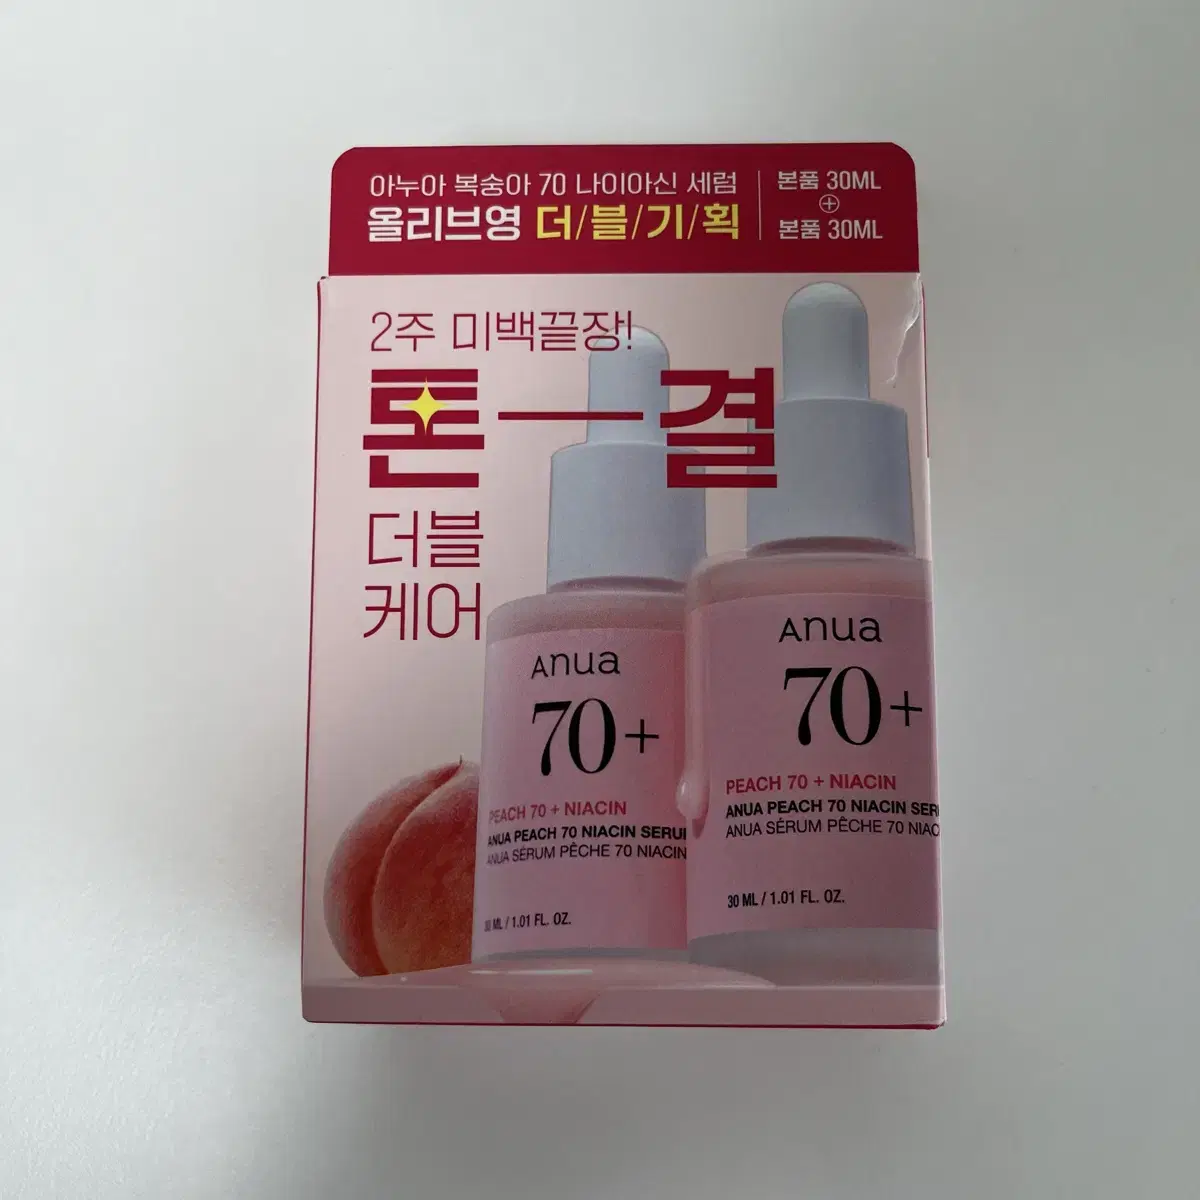 아누아 복숭아 70 나이아신 세럼
올리브영 더/블/기/획
본품 30ML
+
본품 30ML
2주 미백끝장!
톤—결
더블
케어
Anua
70+
PEACH 70 + NIACIN
ANUA PEACH 70 NIACIN SERU
ANUA SÉRUM PÊCHE 70 NIACIN
30 ML / 1.01 FL. OZ.
Anua
70+
PEACH 70 + NIACIN
ANUA PEACH 70 NIACIN SER
ANUA SÉRUM PÊCHE 70 NIAC
30 ML / 1.01 FL. OZ.